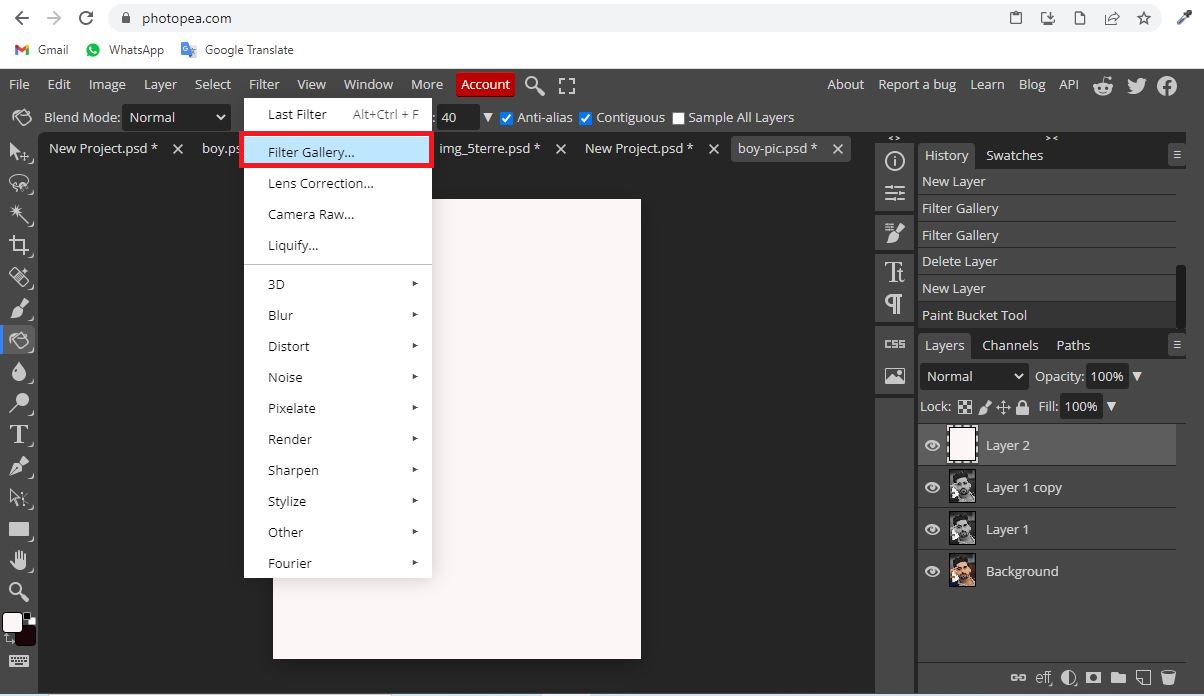 photopea.com
Gmail WhatsApp Google Translate
File Edit Image Layer Select Filter View Window More Account About Report a bug Learn Blog API
Blend Mode: Normal : 40 Anti-alias Contiguous Sample All Layers
New Project.psd * boy.ps img_5terre.psd * New Project.psd * boy-pic.psd *
Last Filter Alt+Ctrl + F
Filter Gallery...
Lens Correction...
Camera Raw...
Liquify...
3D
Blur
Distort
Noise
Pixelate
Render
Sharpen
Stylize
Other
Fourier
< > > <
History Swatches
New Layer
Filter Gallery
Filter Gallery
Delete Layer
New Layer
Paint Bucket Tool
CSS
Layers Channels Paths
Normal Opacity: 100%
Lock: Fill: 100%
Layer 2
Layer 1 copy
Layer 1
Background
eff